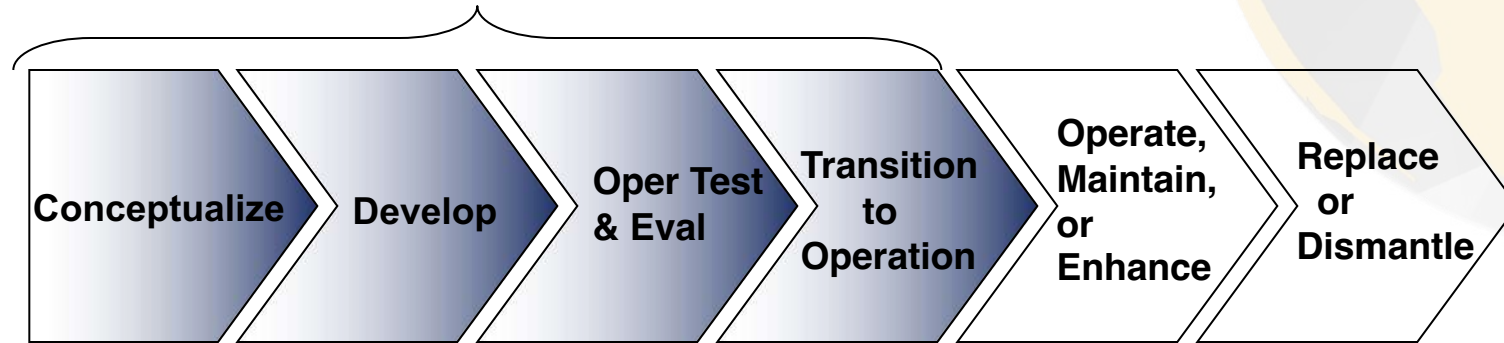 Conceptualize
Develop
Oper Test
& Eval
Transition
to
Operation
Operate,
Maintain,
or
Enhance
Replace
or
Dismantle